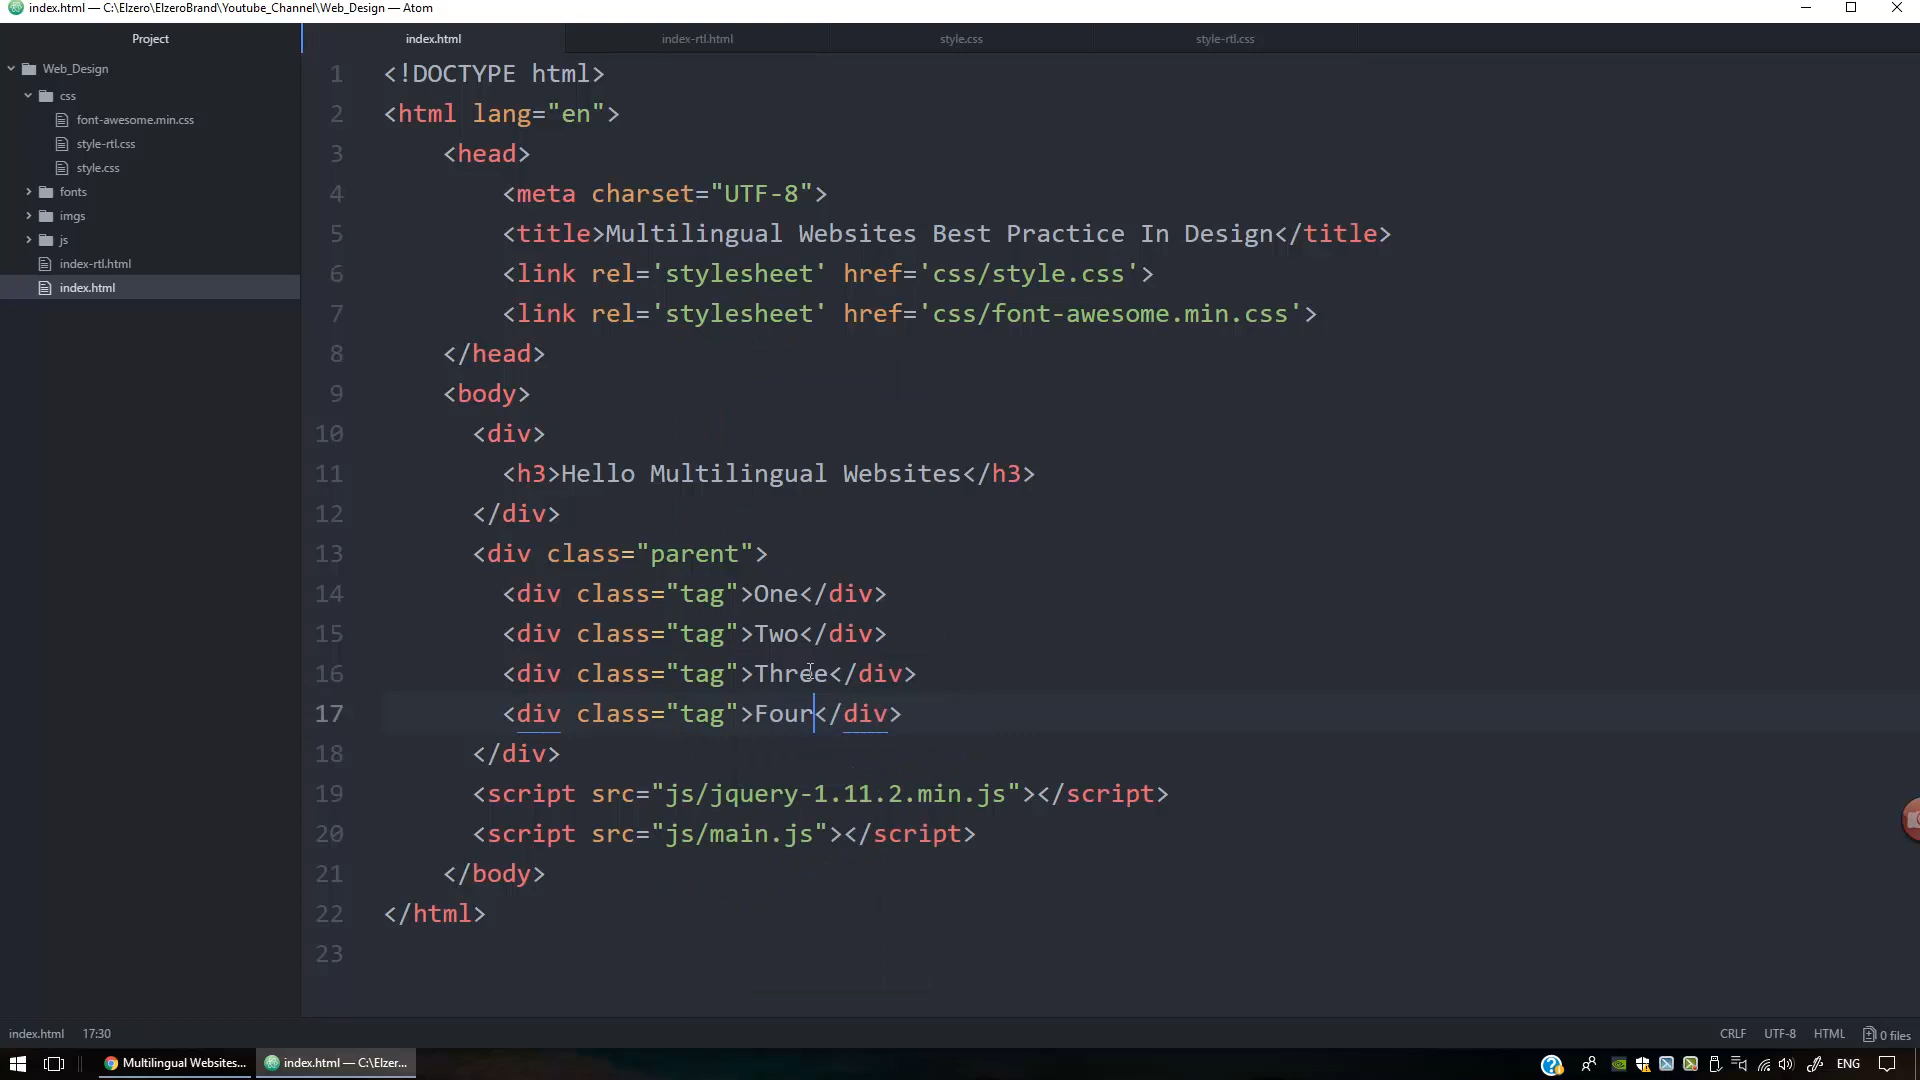 index.html — C:\Elzero\ElzeroBrand\Youtube_Channel\Web_Design — Atom
Project
index.html
index-rtl.html
style.css
style-rtl.css
Web_Design
css
font-awesome.min.css
style-rtl.css
style.css
fonts
imgs
js
index-rtl.html
index.html
1 <!DOCTYPE html>
2 <html lang="en">
3 <head>
4 <meta charset="UTF-8">
5 <title>Multilingual Websites Best Practice In Design</title>
6 <link rel='stylesheet' href='css/style.css'>
7 <link rel='stylesheet' href='css/font-awesome.min.css'>
8 </head>
9 <body>
10 <div>
11 <h3>Hello Multilingual Websites</h3>
12 </div>
13 <div class="parent">
14 <div class="tag">One</div>
15 <div class="tag">Two</div>
16 <div class="tag">Three</div>
17 <div class="tag">Four</div>
18 </div>
19 <script src="js/jquery-1.11.2.min.js"></script>
20 <script src="js/main.js"></script>
21 </body>
22 </html>
23
index.html 17:30
CRLF UTF-8 HTML 0 files
Multilingual Websites...
index.html — C:\Elzer...
ENG